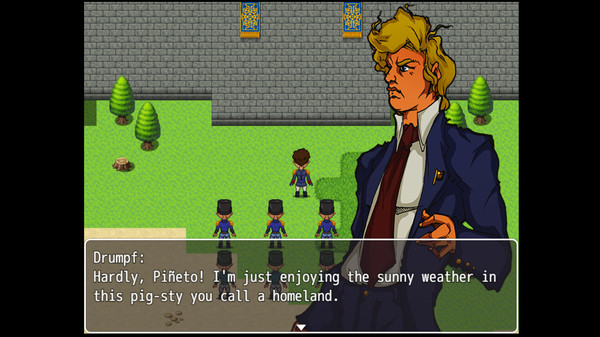 Drumpf:
Hardly, Piñeto! I'm just enjoying the sunny weather in
this pig-sty you call a homeland.